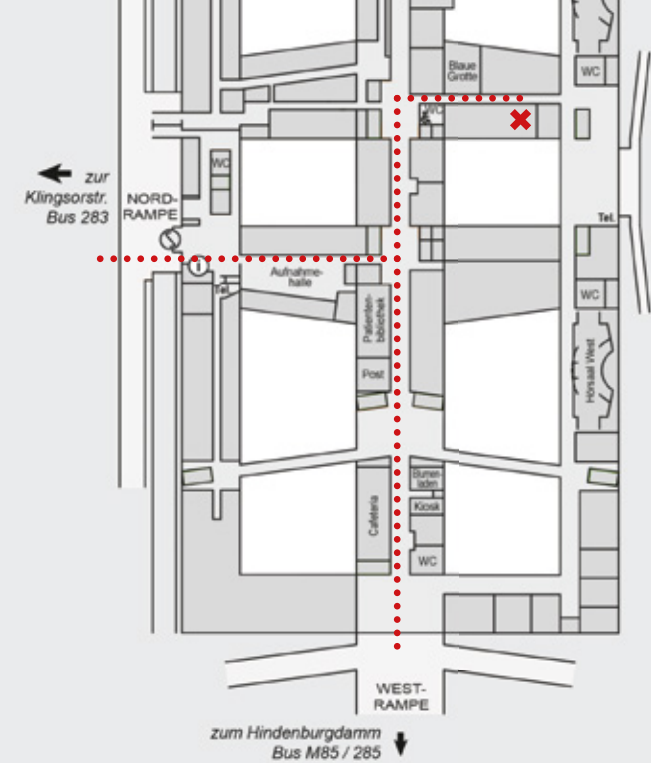 Blaue
Grotte
WC
WC
zur
Klingsorstr.
Bus 283
WC
NORD-
RAMPE
Tel.
i
Aufnahme-
halle
Tel.
WC
Patienten-
bibliothek
Hörsaal West
Post
Blumen-
laden
Kiosk
Cafeteria
WC
WEST-
RAMPE
zum Hindenburgdamm
Bus M85 / 285